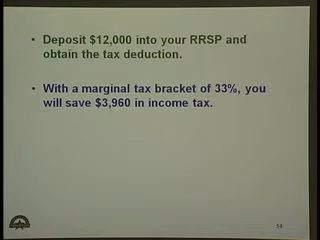 • Deposit $12,000 into your RRSP and
obtain the tax deduction.
• With a marginal tax bracket of 33%, you
will save $3,960 in income tax.